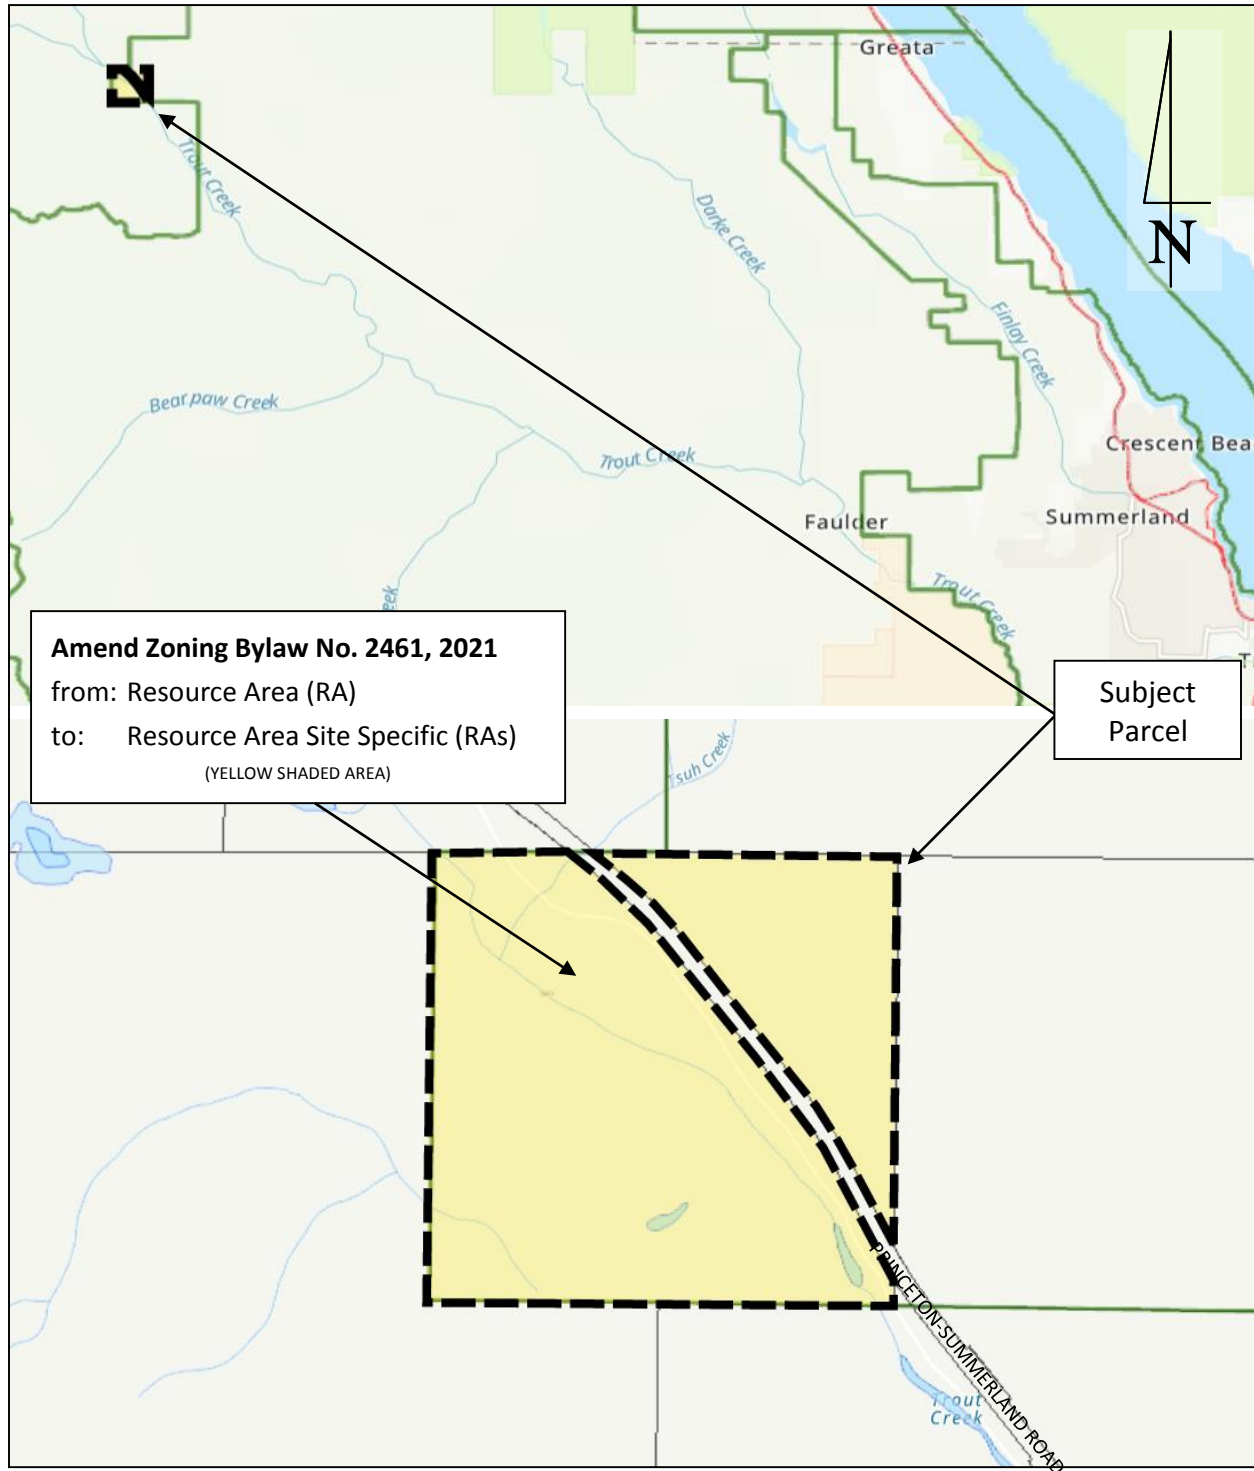 Greata
N
Trout Creek
Darke Creek
Finlay Creek
Bearpaw Creek
Crescent Bea
Trout Creek
Faulder
Summerland
Trout Creek
eek
Amend Zoning Bylaw No. 2461, 2021
from: Resource Area (RA)
to: Resource Area Site Specific (RAs)
(YELLOW SHADED AREA)
Subject
Parcel
Tsuh Creek
PRINCETON-SUMMERLAND ROAD
Trout
Creek